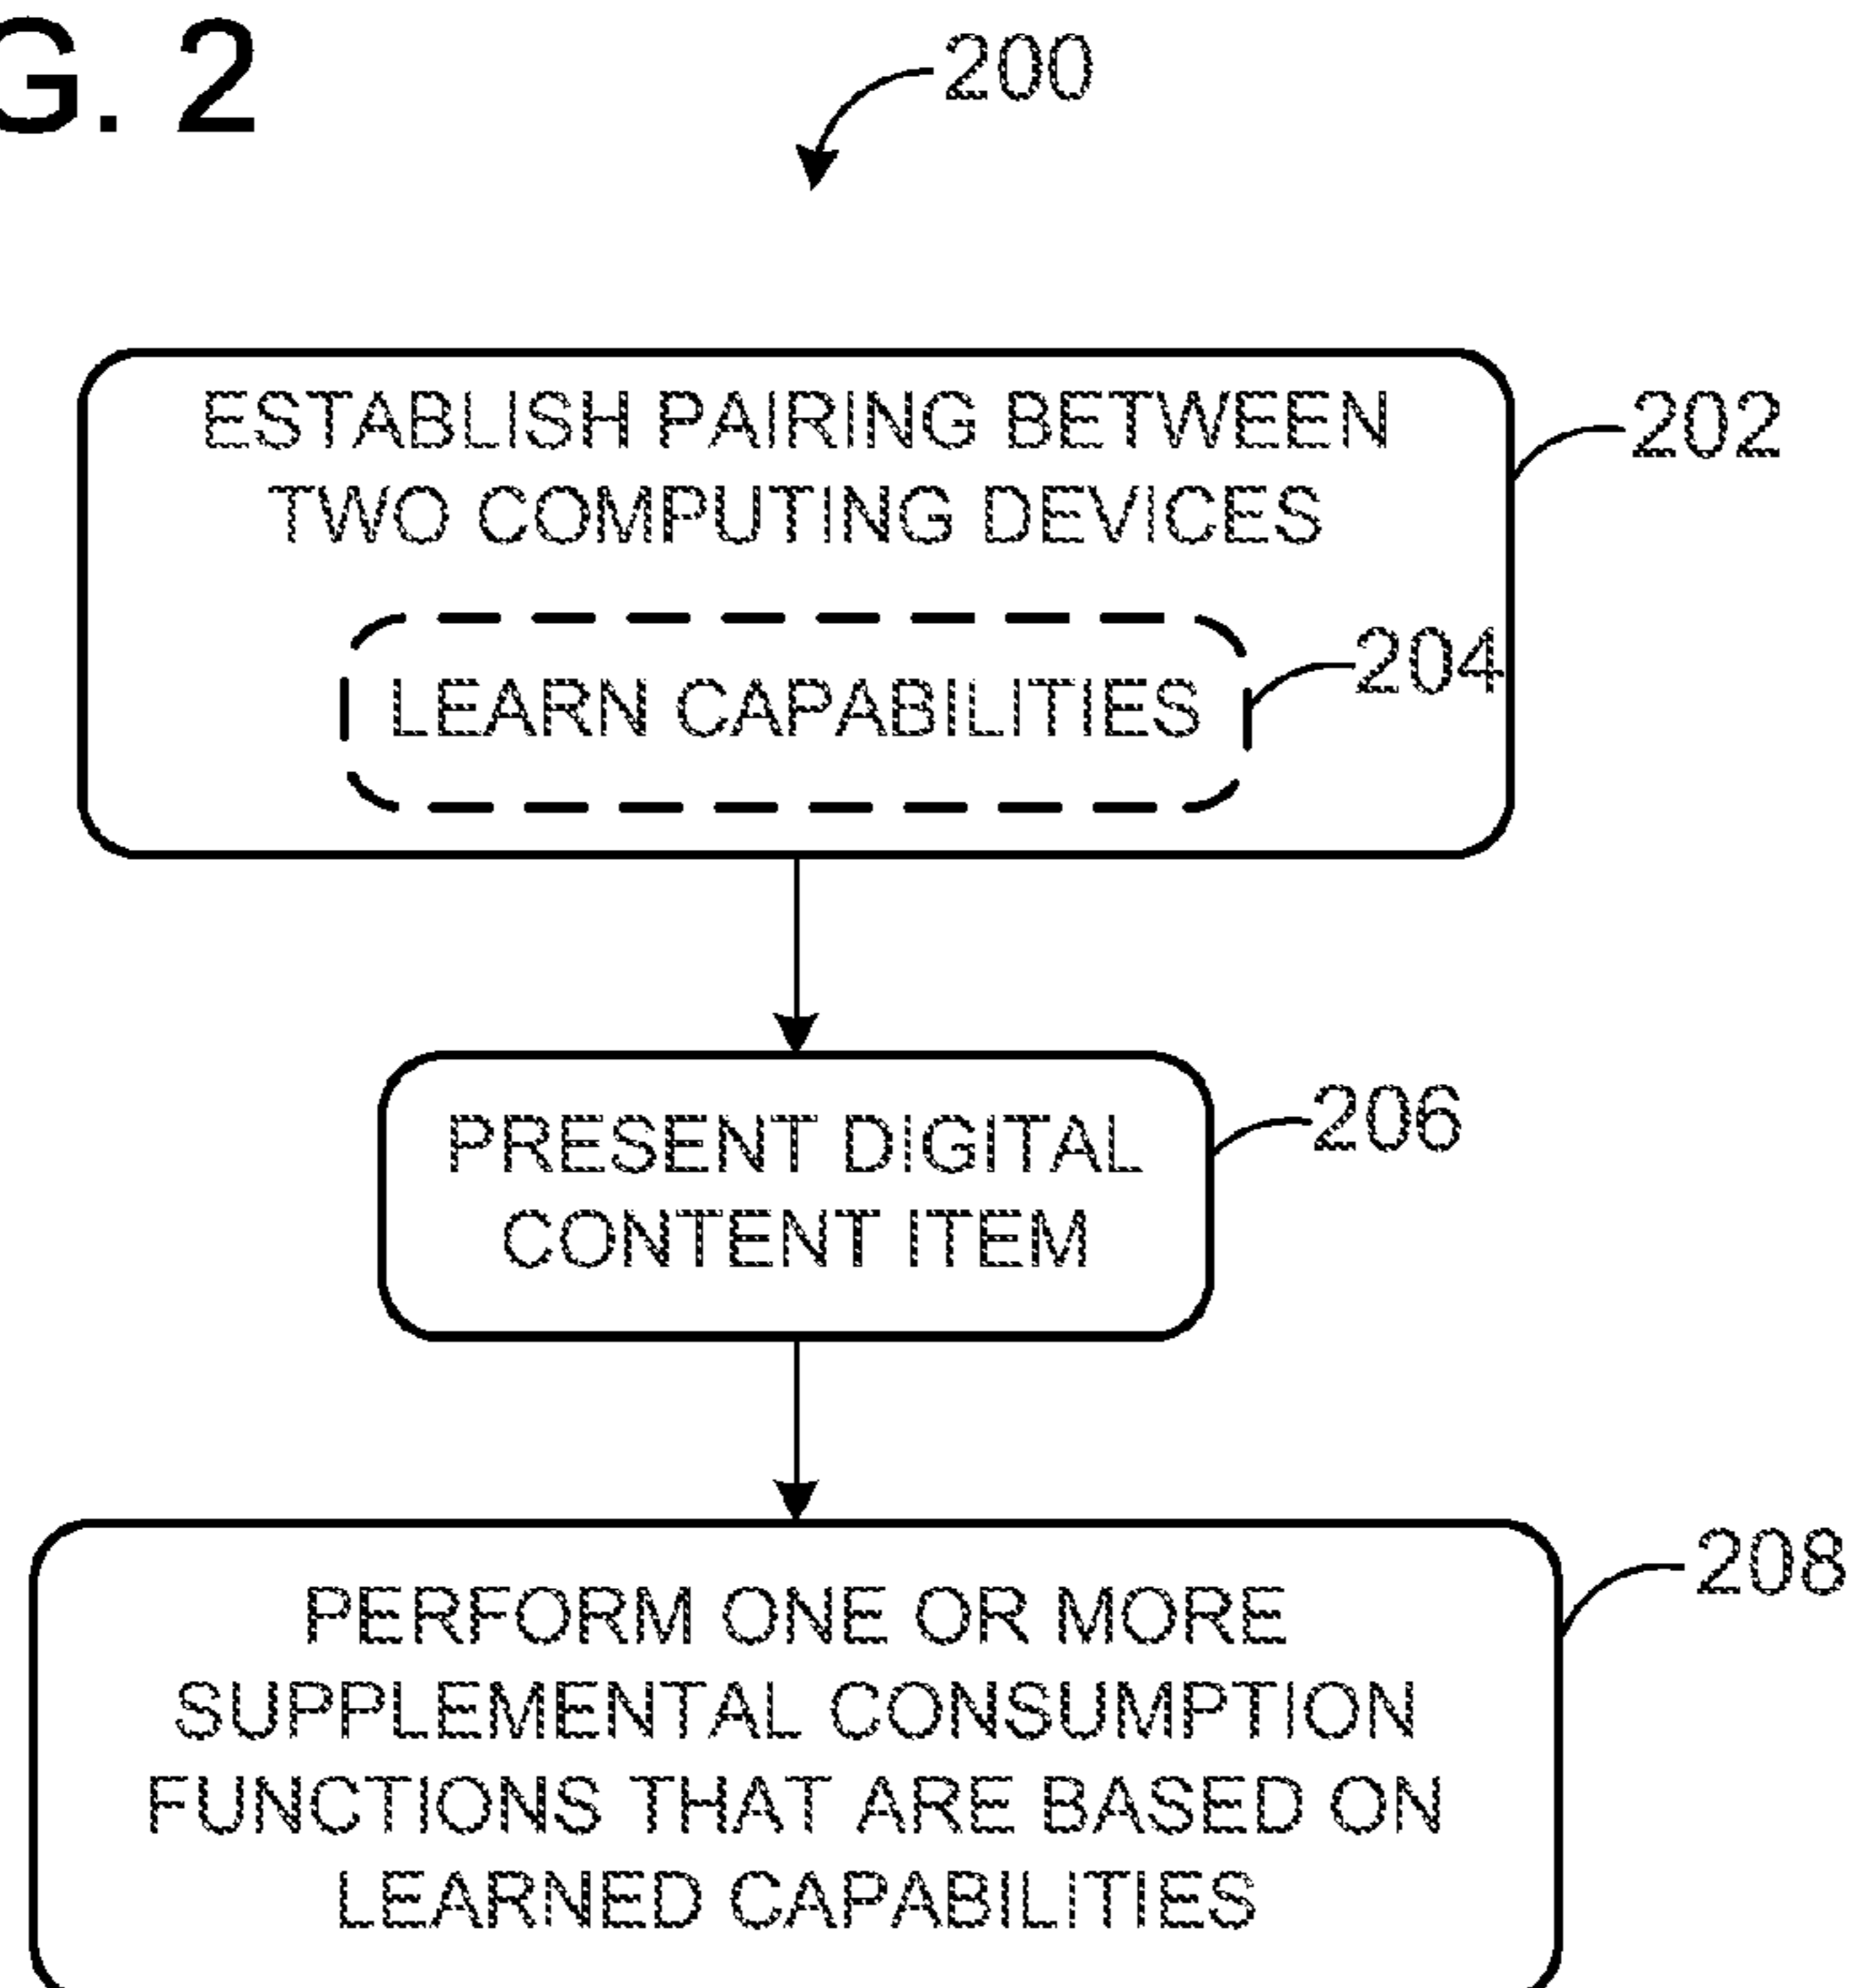 G. 2
200
ESTABLISH PAIRING BETWEEN
TWO COMPUTING DEVICES
202
LEARN CAPABILITIES
204
PRESENT DIGITAL
CONTENT ITEM
206
PERFORM ONE OR MORE
SUPPLEMENTAL CONSUMPTION
FUNCTIONS THAT ARE BASED ON
LEARNED CAPABILITIES
208